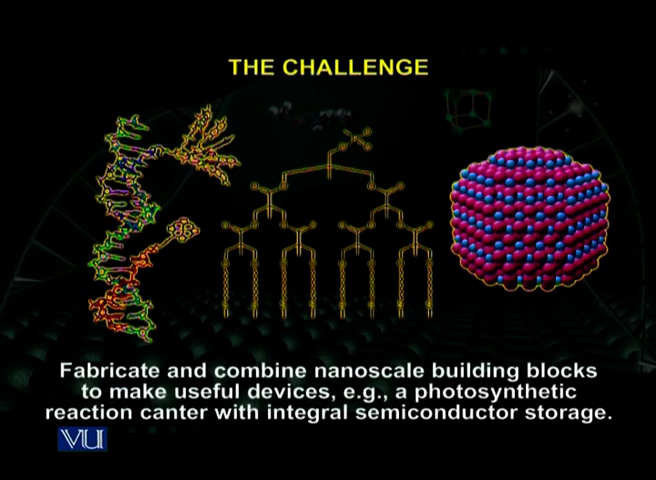 THE CHALLENGE
Fabricate and combine nanoscale building blocks
to make useful devices, e.g., a photosynthetic
reaction canter with integral semiconductor storage.
VU